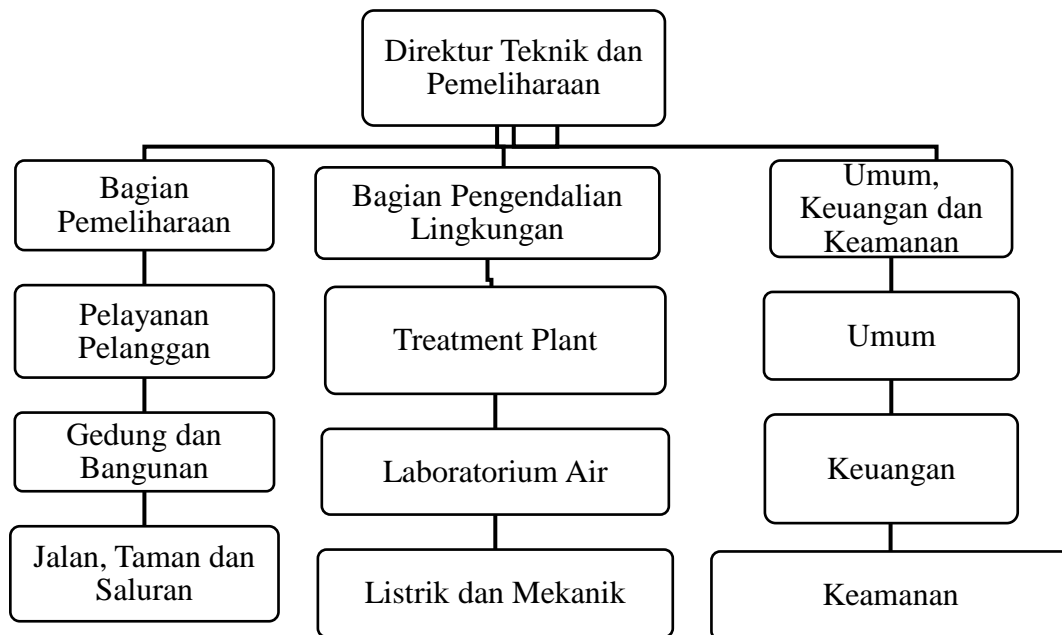 Direktur Teknik dan
Pemeliharaan
Bagian
Pemeliharaan
Bagian Pengendalian
Lingkungan
Umum,
Keuangan dan
Keamanan
Pelayanan
Pelanggan
Treatment Plant
Umum
Gedung dan
Bangunan
Laboratorium Air
Keuangan
Jalan, Taman dan
Saluran
Listrik dan Mekanik
Keamanan